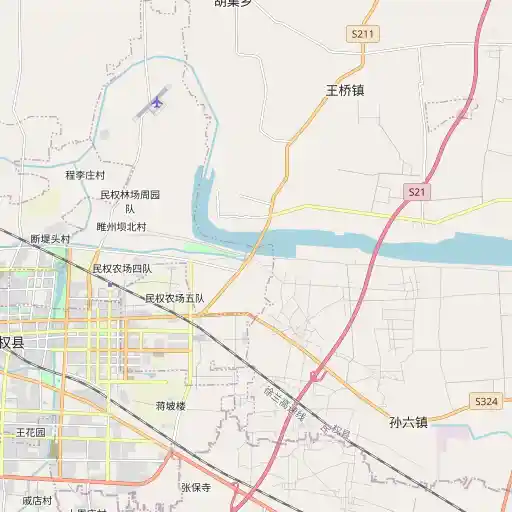 胡集乡
S211
王桥镇
程李庄村
S21
民权林场周园
队
睢州坝北村
断堤头村
民权农场四队
民权农场五队
权县
徐兰高速线
民权县
蒋坡楼
S324
孙六镇
王花园
张保寺
戚店村